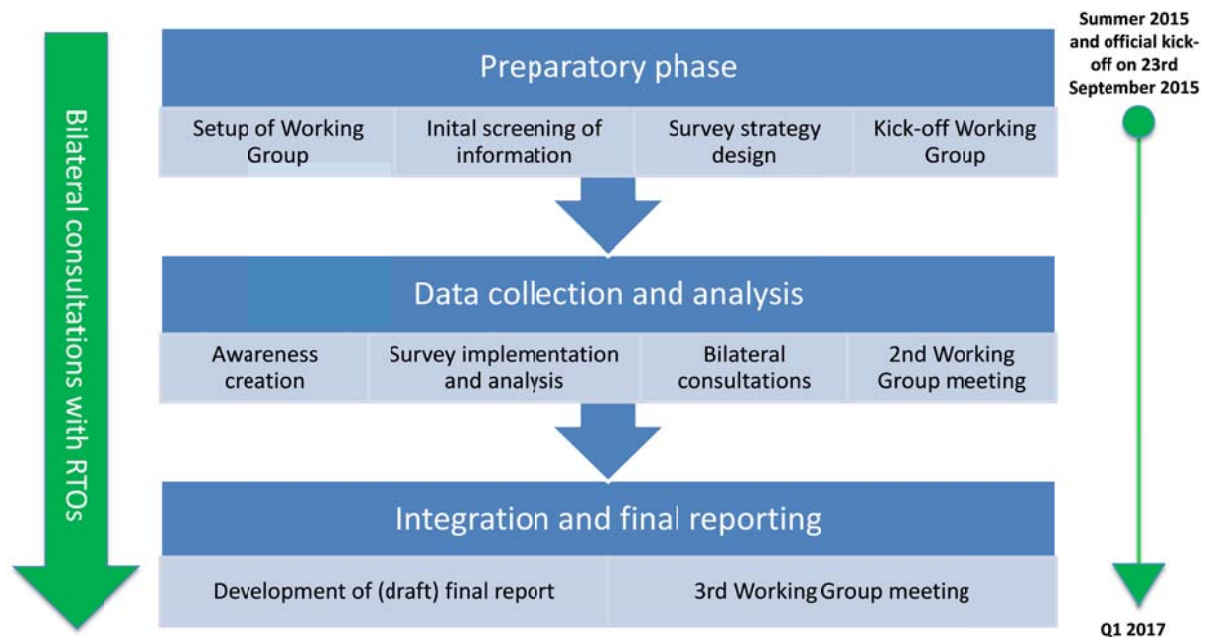 Summer 2015
and official kick-
off on 23rd
September 2015
Bilateral consultations with RTOs
Preparatory phase
Setup of Working
Group
Inital screening of
information
Survey strategy
design
Kick-off Working
Group
Data collection and analysis
Awareness
creation
Survey implementation
and analysis
Bilateral
consultations
2nd Working
Group meeting
Integration and final reporting
Development of (draft) final report
3rd Working Group meeting
Q1 2017